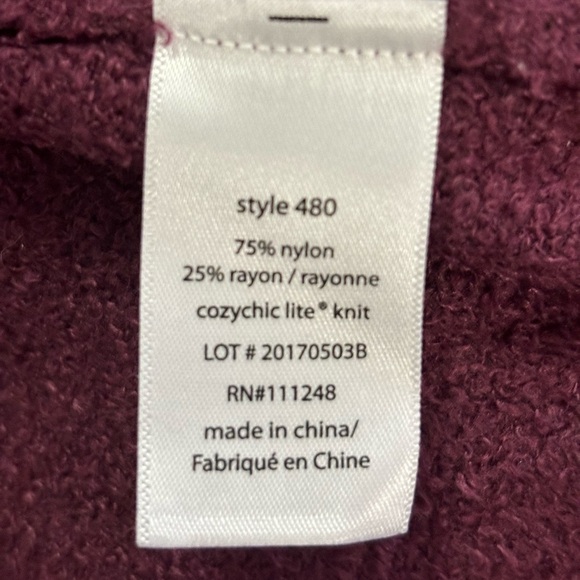 style 480
75% nylon
25% rayon / rayonne
cozychic lite® knit
LOT # 20170503B
RN#111248
made in china/
Fabriqué en Chine